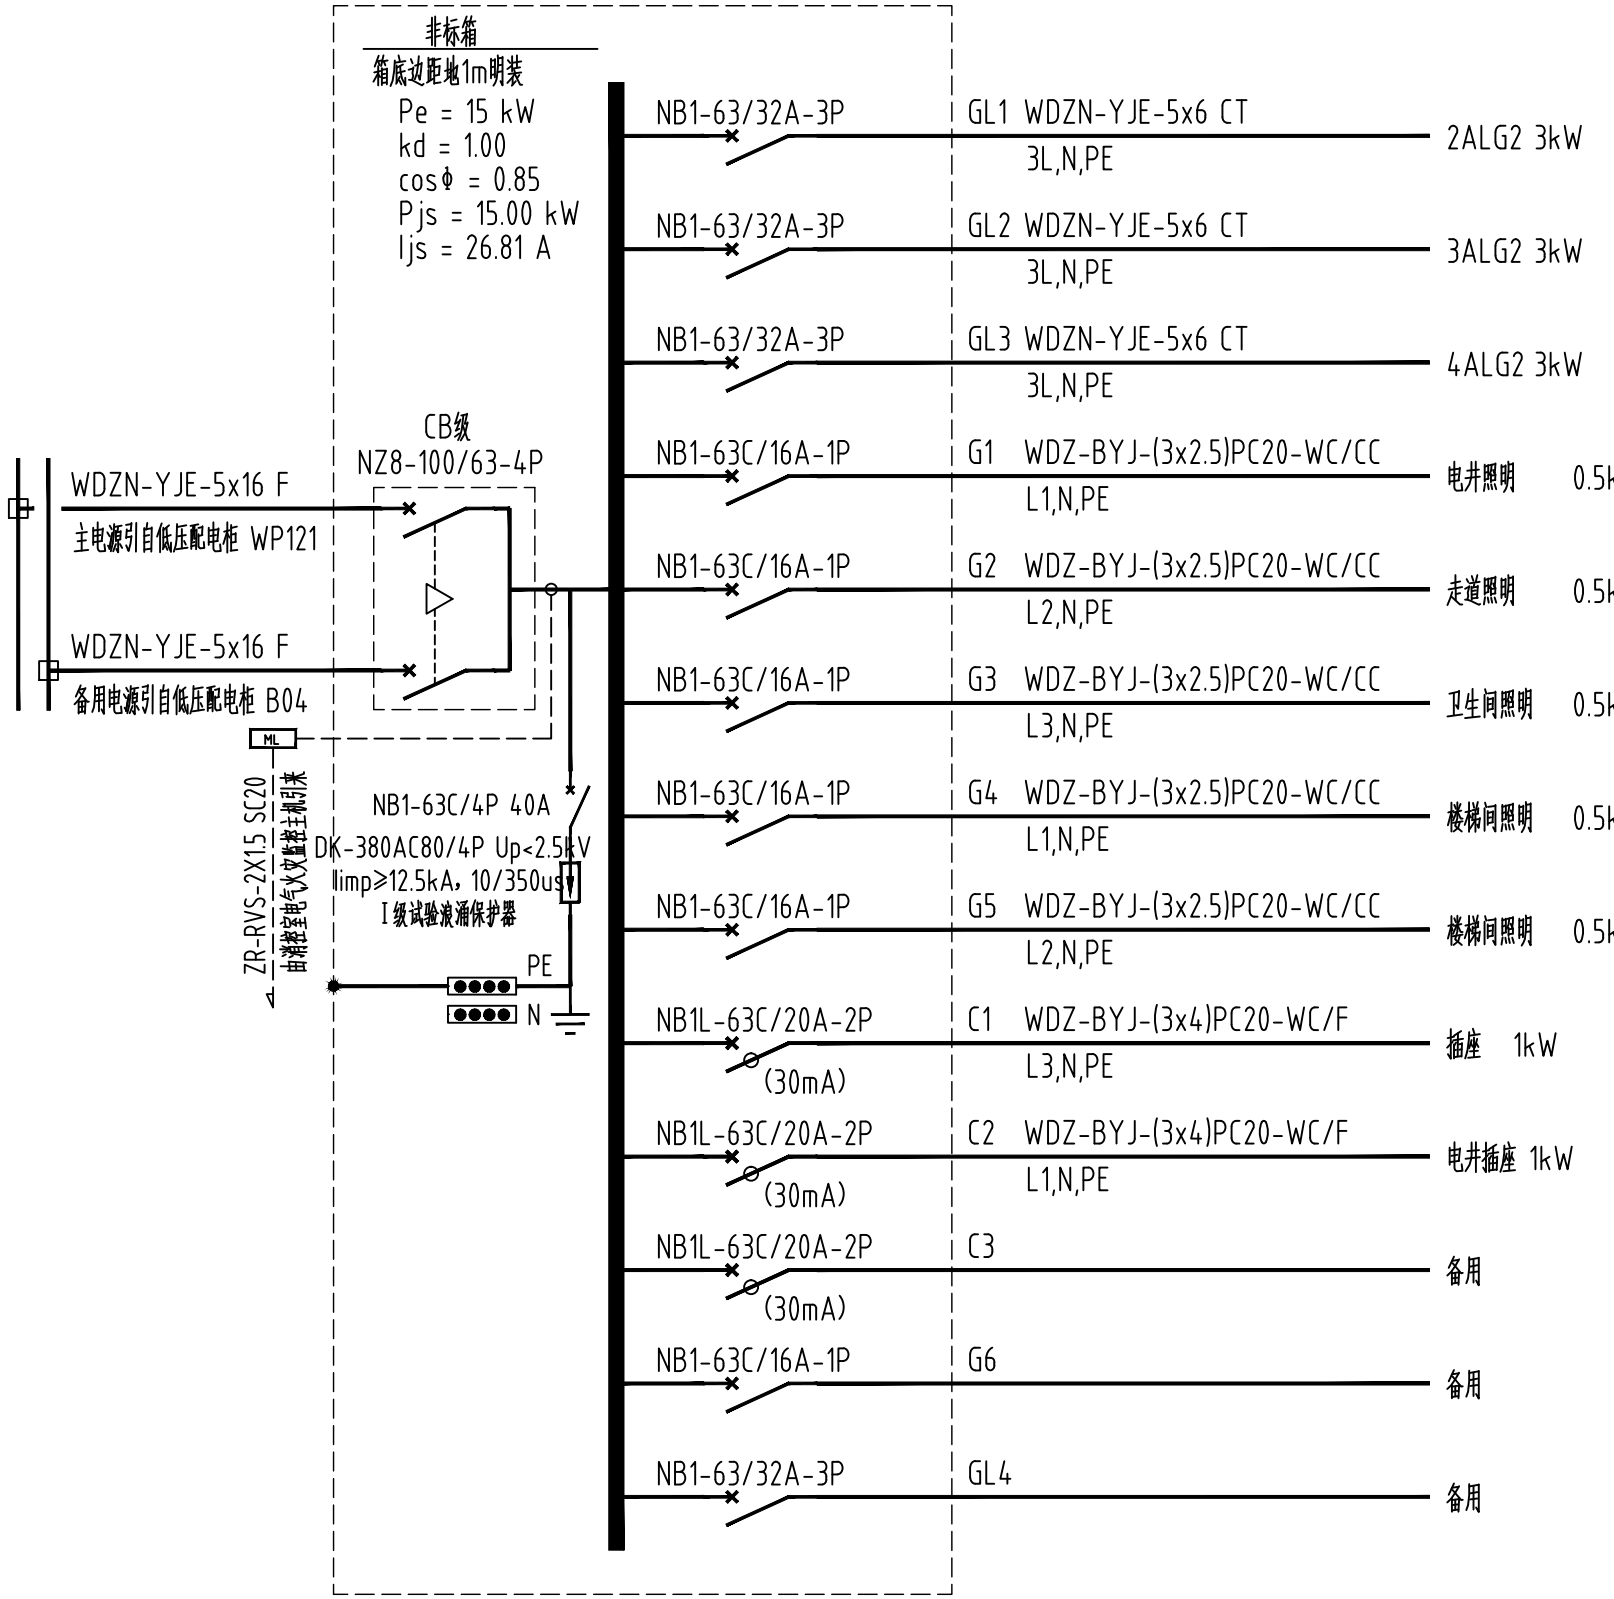 非标箱
箱底边距地1m明装
Pe = 15 kW
kd = 1.00
cosΦ = 0.85
Pjs = 15.00 kW
Ijs = 26.81 A
CB级
NZ8-100/63-4P
WDZN-YJE-5x16 F
主电源引自低压配电柜 WP121
WDZN-YJE-5x16 F
备用电源引自低压配电柜 B04
ML
ZR-RVS-2X1.5 SC20
由消控室电气火灾监控主机引来
NB1-63C/4P 40A
DK-380AC80/4P Up<2.5kV
Iimp≥12.5kA, 10/350us
I级试验浪涌保护器
PE
N
NB1-63/32A-3P GL1 WDZN-YJE-5x6 CT
3L,N,PE
2ALG2 3kW
NB1-63/32A-3P GL2 WDZN-YJE-5x6 CT
3L,N,PE
3ALG2 3kW
NB1-63/32A-3P GL3 WDZN-YJE-5x6 CT
3L,N,PE
4ALG2 3kW
NB1-63C/16A-1P G1 WDZ-BYJ-(3x2.5)PC20-WC/CC
L1,N,PE
电井照明 0.5k
NB1-63C/16A-1P G2 WDZ-BYJ-(3x2.5)PC20-WC/CC
L2,N,PE
走道照明 0.5k
NB1-63C/16A-1P G3 WDZ-BYJ-(3x2.5)PC20-WC/CC
L3,N,PE
卫生间照明 0.5k
NB1-63C/16A-1P G4 WDZ-BYJ-(3x2.5)PC20-WC/CC
L1,N,PE
楼梯间照明 0.5k
NB1-63C/16A-1P G5 WDZ-BYJ-(3x2.5)PC20-WC/CC
L2,N,PE
楼梯间照明 0.5k
NB1L-63C/20A-2P C1 WDZ-BYJ-(3x4)PC20-WC/F
(30mA) L3,N,PE
插座 1kW
NB1L-63C/20A-2P C2 WDZ-BYJ-(3x4)PC20-WC/F
(30mA) L1,N,PE
电井插座 1kW
NB1L-63C/20A-2P C3
(30mA)
备用
NB1-63C/16A-1P G6
备用
NB1-63/32A-3P GL4
备用